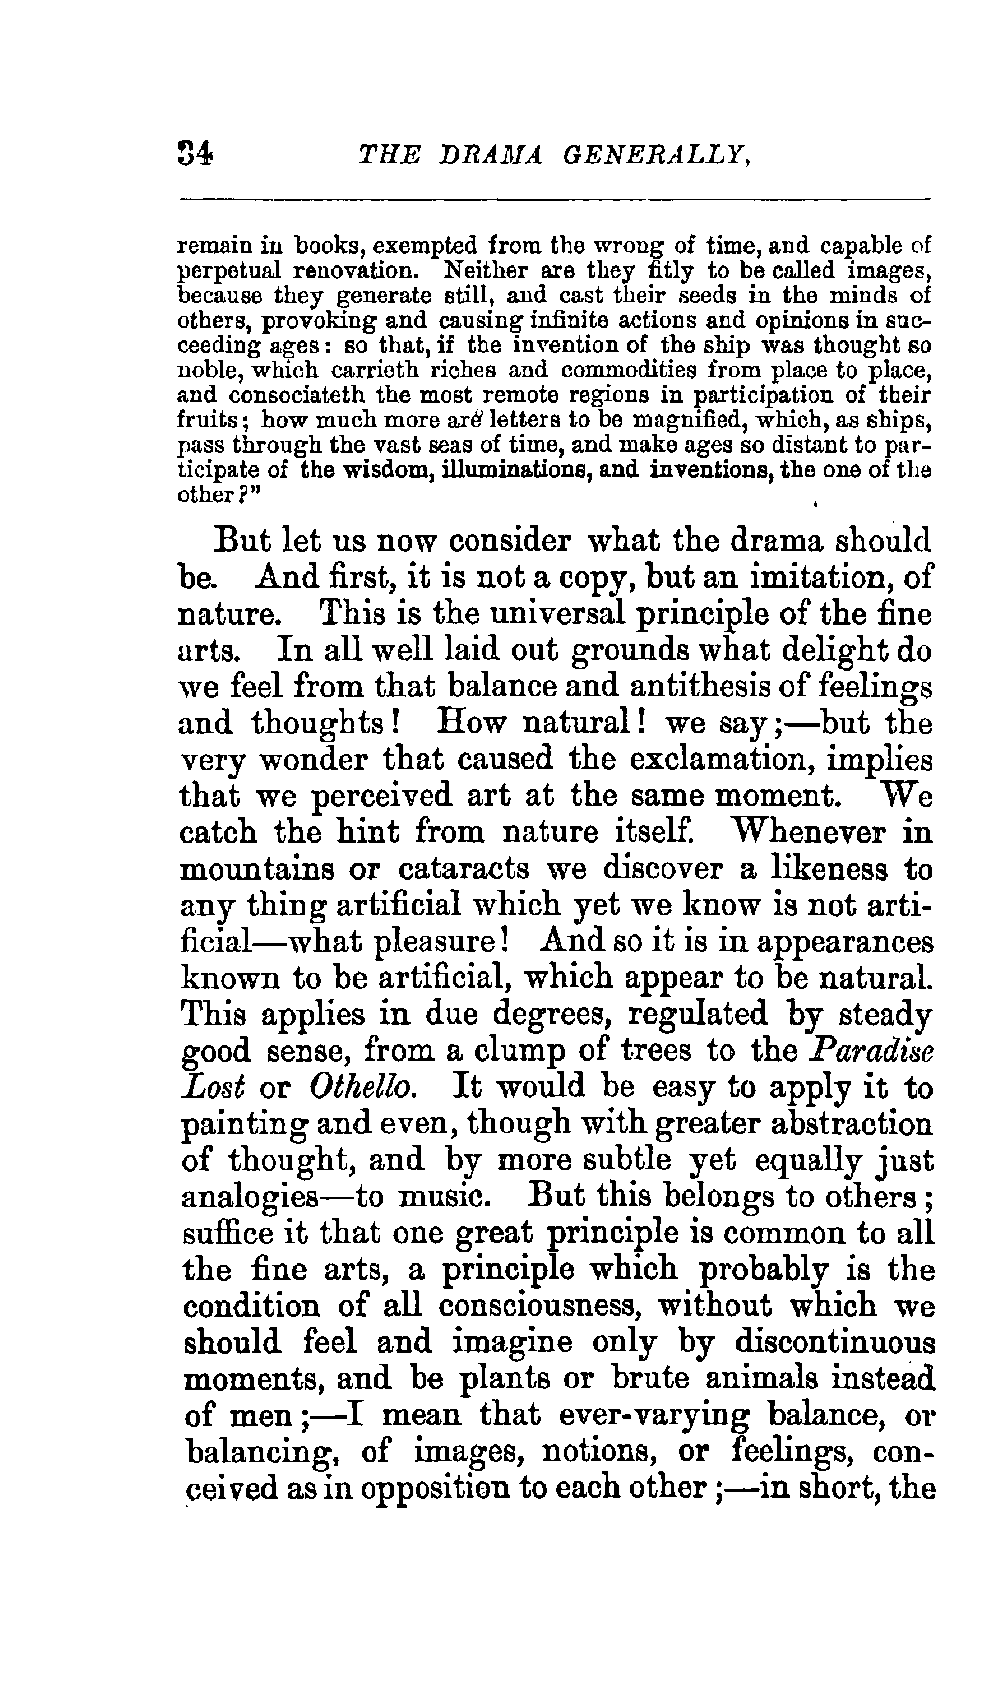 34 THE DRAMA GENERALLY,
remain in books, exempted from the wrong of time, and capable of
perpetual renovation. Neither are they fitly to be called images,
because they generate still, and cast their seeds in the minds of
others, provoking and causing infinite actions and opinions in suc-
ceeding ages: so that, if the invention of the ship was thought so
noble, which carrieth riches and commodities from place to place,
and consociateth the most remote regions in participation of their
fruits; how much more are letters to be magnified, which, as ships,
pass through the vast seas of time, and make ages so distant to par-
ticipate of the wisdom, illuminations, and inventions, the one of the
other?"
But let us now consider what the drama should
be. And first, it is not a copy, but an imitation, of
nature. This is the universal principle of the fine
arts. In all well laid out grounds what delight do
we feel from that balance and antithesis of feelings
and thoughts! How natural! we say;—but the
very wonder that caused the exclamation, implies
that we perceived art at the same moment. We
catch the hint from nature itself. Whenever in
mountains or cataracts we discover a likeness to
any thing artificial which yet we know is not arti-
ficial—what pleasure! And so it is in appearances
known to be artificial, which appear to be natural.
This applies in due degrees, regulated by steady
good sense, from a clump of trees to the Paradise
Lost or Othello. It would be easy to apply it to
painting and even, though with greater abstraction
of thought, and by more subtle yet equally just
analogies—to music. But this belongs to others;
suffice it that one great principle is common to all
the fine arts, a principle which probably is the
condition of all consciousness, without which we
should feel and imagine only by discontinuous
moments, and be plants or brute animals instead
of men;—I mean that ever-varying balance, or
balancing, of images, notions, or feelings, con-
ceived as in opposition to each other;—in short, the